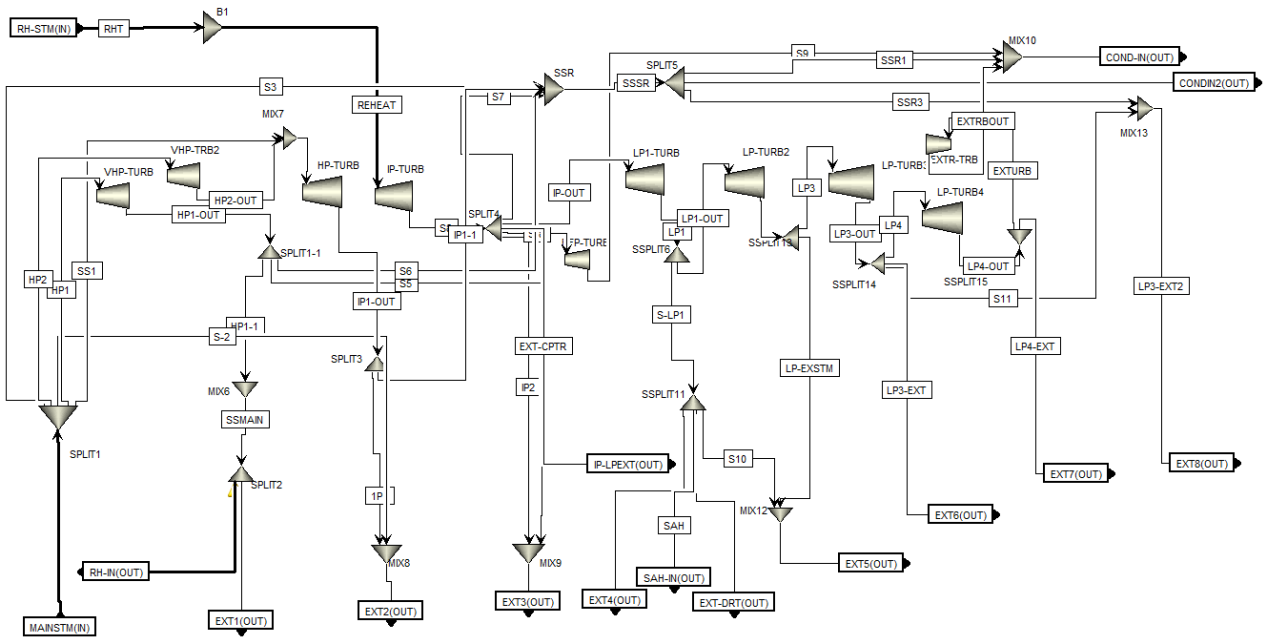 B1
RH-STM(IN)
RHT
MIX10
S9
SSR1
COND-IN(OUT)
SPLIT5
SSR
SSSR
CONDIN2(OUT)
S3
S7
SSR3
REHEAT
MIX7
MIX13
EXTRBOUT
VHP-TRB2
LP1-TURB
LP-TURB2
EXTR-TRB
VHP-TURB
HP-TURB
IP-TURB
EXTURB
IP-OUT
LP3
LP-TURB4
HP2-OUT
HP1-OUT
SPLIT4
LP1-OUT
LP1
LP3-OUT
LP4
IP1-1
SPLIT1-1
SSPLIT6
SSPLIT13
LP4-OUT
SS1
S6
S5
HP2
HP1
SSPLIT14
SSPLIT15
IP1-OUT
S11
LP3-EXT2
S-LP1
HP1-1
S-2
EXT-CPTR
LP4-EXT
SPLIT3
LP-EXSTM
MIX6
IP2
LP3-EXT
SSPLIT11
SSMAIN
SPLIT1
S10
IP-LPEXT(OUT)
EXT8(OUT)
EXT7(OUT)
SPLIT2
1P
MIX12
EXT6(OUT)
SAH
MIX8
MIX9
EXT5(OUT)
RH-IN(OUT)
SAH-IN(OUT)
EXT4(OUT)
EXT-DRT(OUT)
EXT3(OUT)
EXT2(OUT)
EXT1(OUT)
MAINSTM(IN)